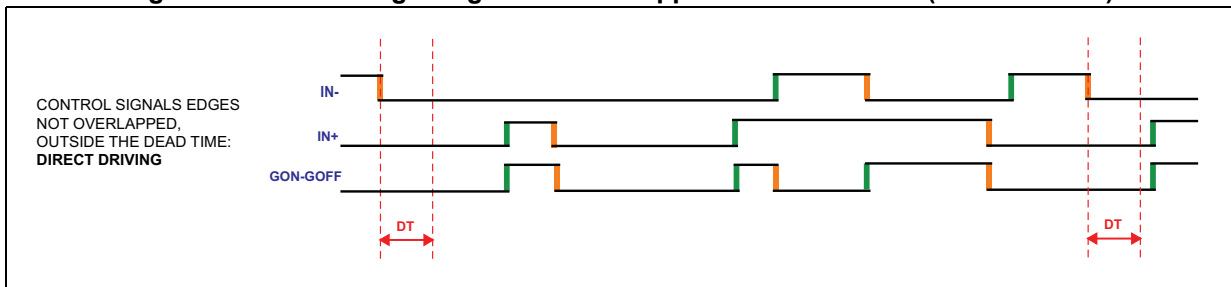 IN-
CONTROL SIGNALS EDGES
NOT OVERLAPPED,
OUTSIDE THE DEAD TIME:
DIRECT DRIVING
IN+
GON-GOFF
DT
DT